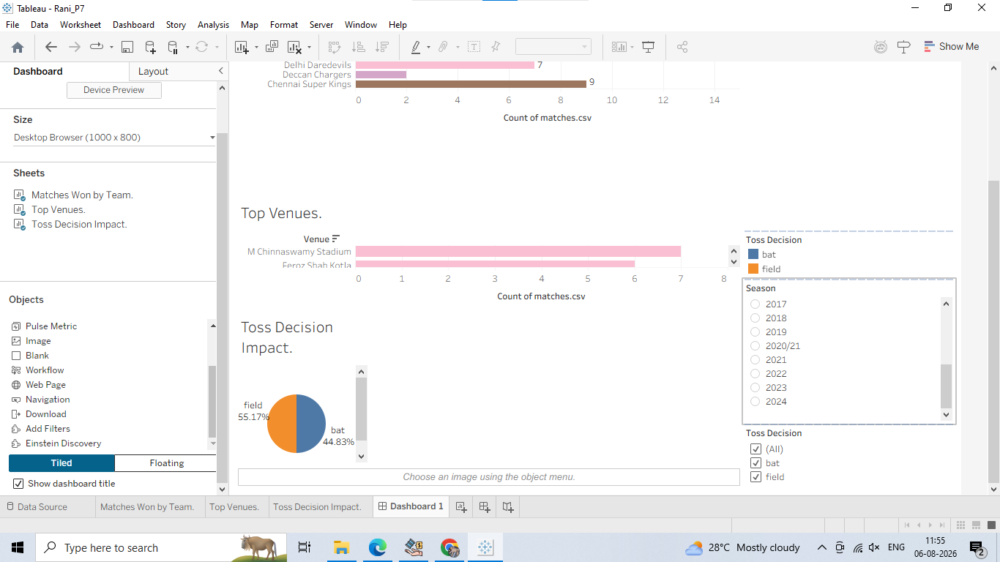 Tableau - Rani_P7
File Data Worksheet Dashboard Story Analysis Map Format Server Window Help
Show Me
Dashboard
Layout
Device Preview
Size
Desktop Browser (1000 x 800)
Sheets
Matches Won by Team.
Top Venues.
Toss Decision Impact.
Objects
Pulse Metric
Image
Blank
Workflow
Web Page
Navigation
Download
Add Filters
Einstein Discovery
Tiled
Floating
Show dashboard title
Delhi Daredevils 7
Deccan Chargers
Chennai Super Kings 9
0 2 4 6 8 10 12 14
Count of matches.csv
Top Venues.
Venue
M Chinnaswamy Stadium
Feroz Shah Kotla
0 1 2 3 4 5 6 7 8
Count of matches.csv
Toss Decision
Impact.
field
55.17%
bat
44.83%
Choose an image using the object menu.
Toss Decision
bat
field
Season
2017
2018
2019
2020/21
2021
2022
2023
2024
Toss Decision
(All)
bat
field
Data Source
Matches Won by Team.
Top Venues.
Toss Decision Impact.
Dashboard 1
Type here to search
28°C Mostly cloudy
ENG
11:55
06-08-2026
2